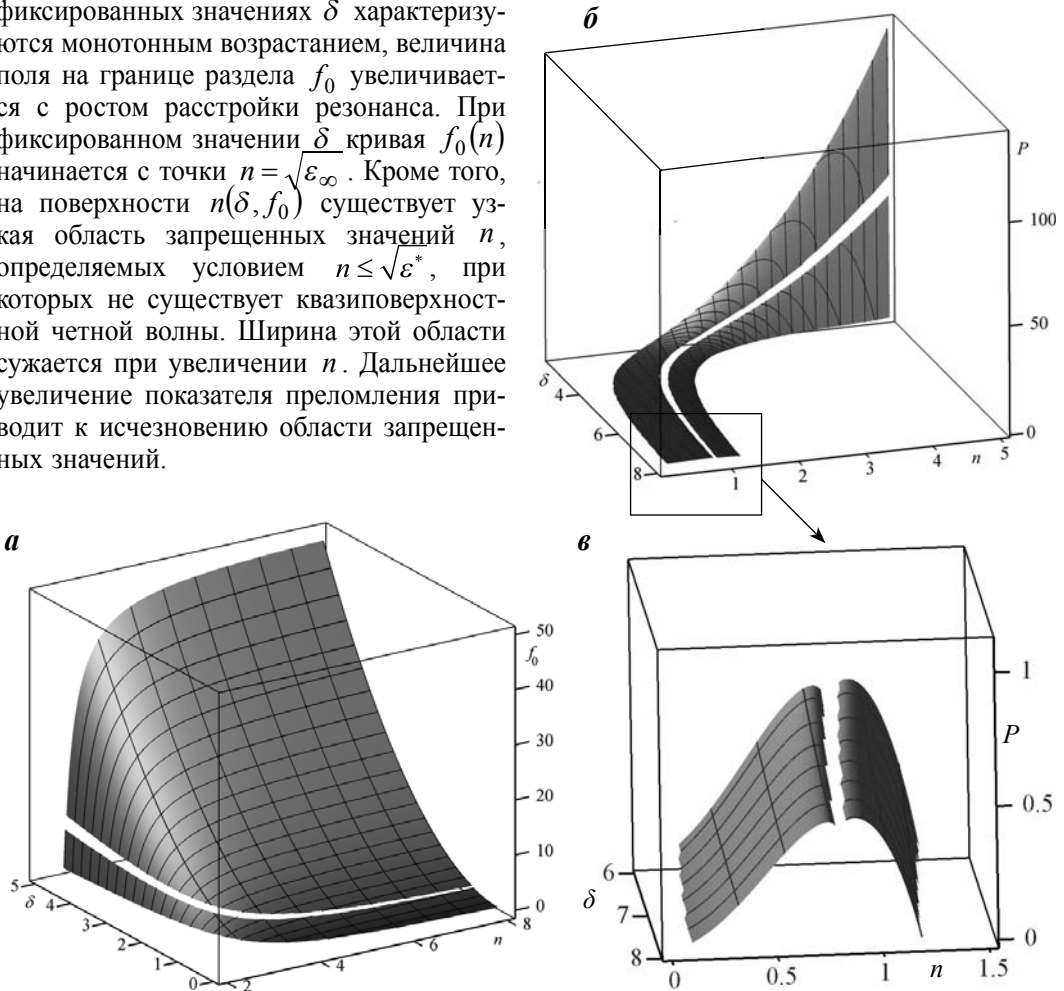 фиксированных значениях δ характеризу-
ются монотонным возрастанием, величина
поля на границе раздела f₀ увеличивает-
ся с ростом расстройки резонанса. При
фиксированном значении δ кривая f₀(n)
начинается с точки n = √ε∞ . Кроме того,
на поверхности n(δ, f₀) существует уз-
кая область запрещенных значений n,
определяемых условием n ≤ √ε*, при
которых не существует квазиповерхност-
ной четной волны. Ширина этой области
сужается при увеличении n. Дальнейшее
увеличение показателя преломления при-
водит к исчезновению области запрещен-
ных значений.
б
P
100
50
0
δ
4
6
8
1
2
3
4
n
5
а
50
f₀
40
30
20
10
0
5
δ
4
3
2
1
0
2
4
6
n
8
в
1
P
0.5
0
6
δ
7
8
0
0.5
1
n
1.5